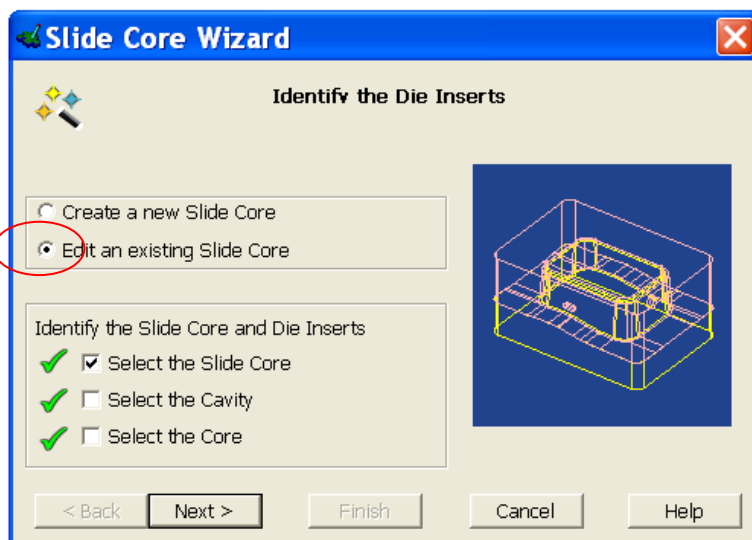 Slide Core Wizard
Identify the Die Inserts
Create a new Slide Core
Edit an existing Slide Core
Identify the Slide Core and Die Inserts
Select the Slide Core
Select the Cavity
Select the Core
< Back Next > Finish Cancel Help